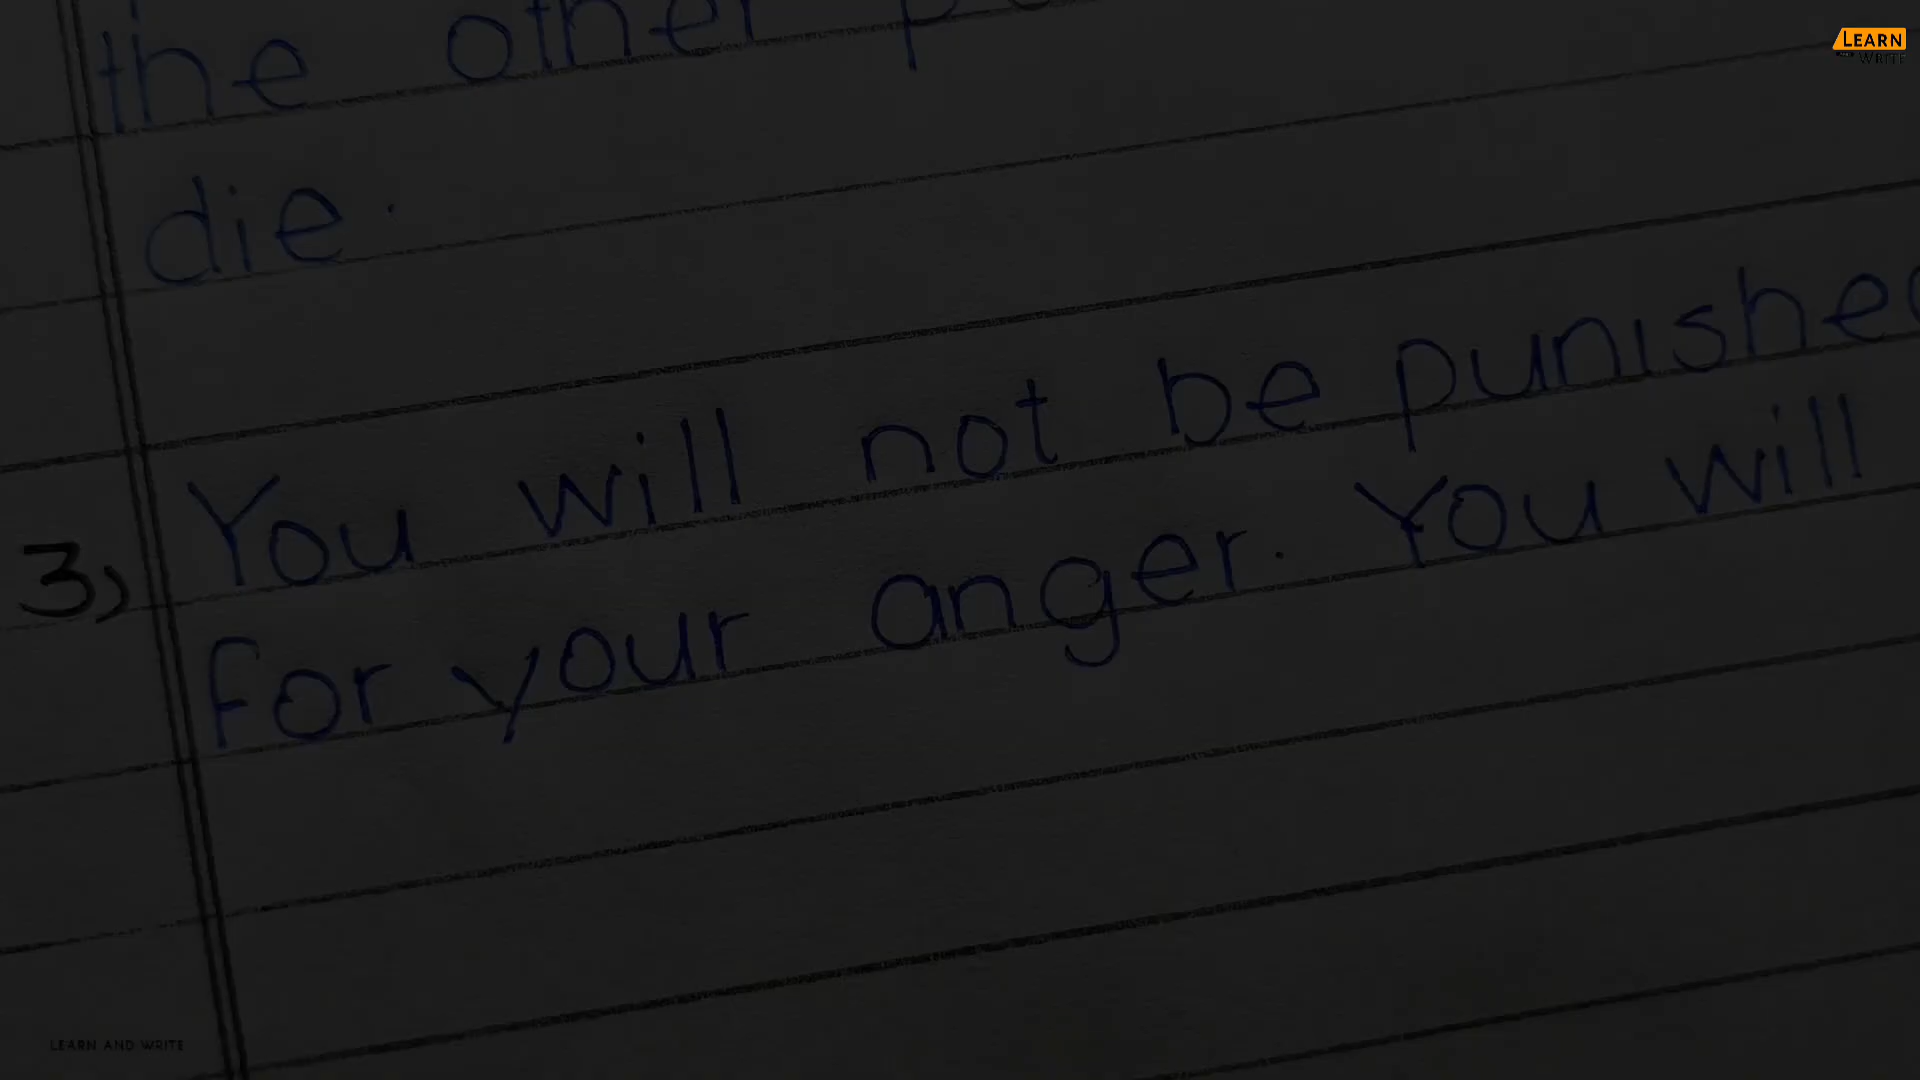 the other
LEARN
WRITE
die.
You will not be punished
3)
for your anger. You will
LEARN AND WRITE